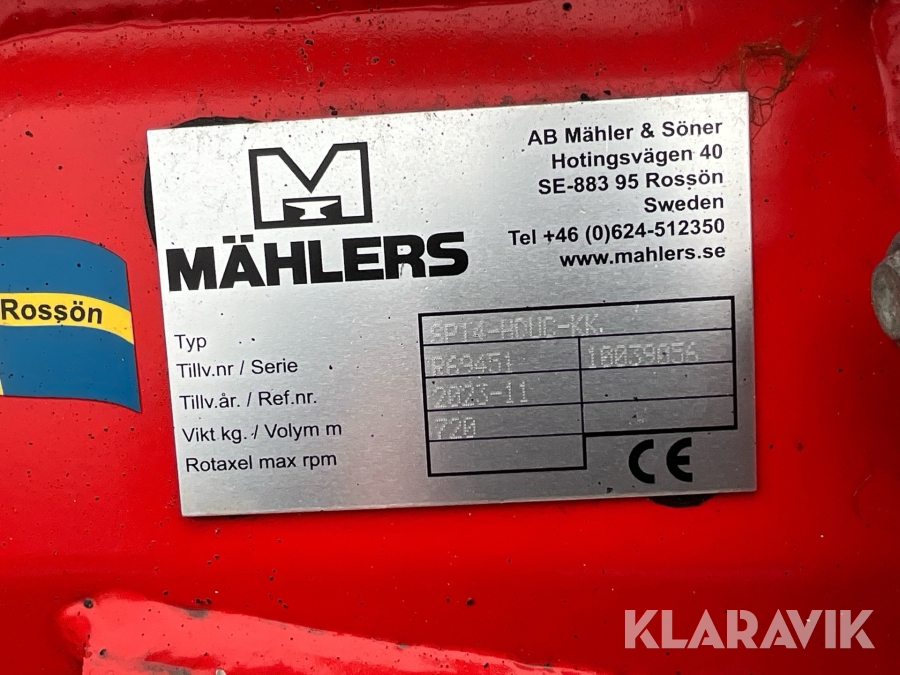 AB Mähler & Söner
Hotingsvägen 40
SE-883 95 Rossön
Sweden
Tel +46 (0)624-512350
www.mahlers.se
MÄHLERS
Rossön
Typ
Tillv.nr / Serie R69451 10039056
Tillv.år. / Ref.nr. 2023-11
Vikt kg. / Volym m 720
Rotaxel max rpm
CE
KLARAVIK